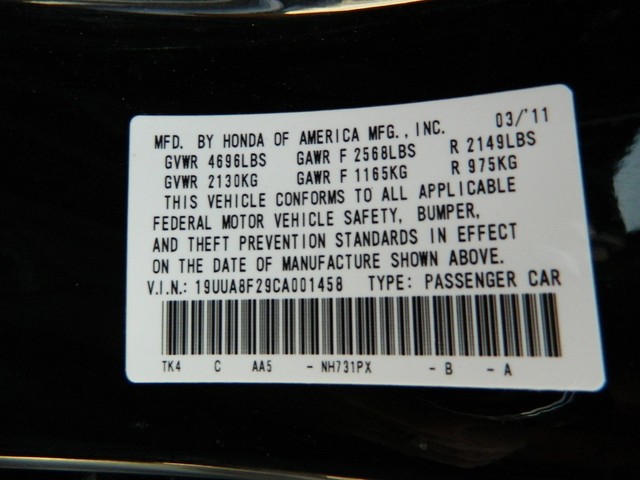 MFD. BY HONDA OF AMERICA MFG., INC. 03/'11
GVWR 4696LBS GAWR F 2568LBS R 2149LBS
GVWR 2130KG GAWR F 1165KG R 975KG
THIS VEHICLE CONFORMS TO ALL APPLICABLE
FEDERAL MOTOR VEHICLE SAFETY, BUMPER,
AND THEFT PREVENTION STANDARDS IN EFFECT
ON THE DATE OF MANUFACTURE SHOWN ABOVE.
V.I.N.: 19UUA8F29CA001458 TYPE: PASSENGER CAR
TK4 C AA5 - NH731PX - B - A